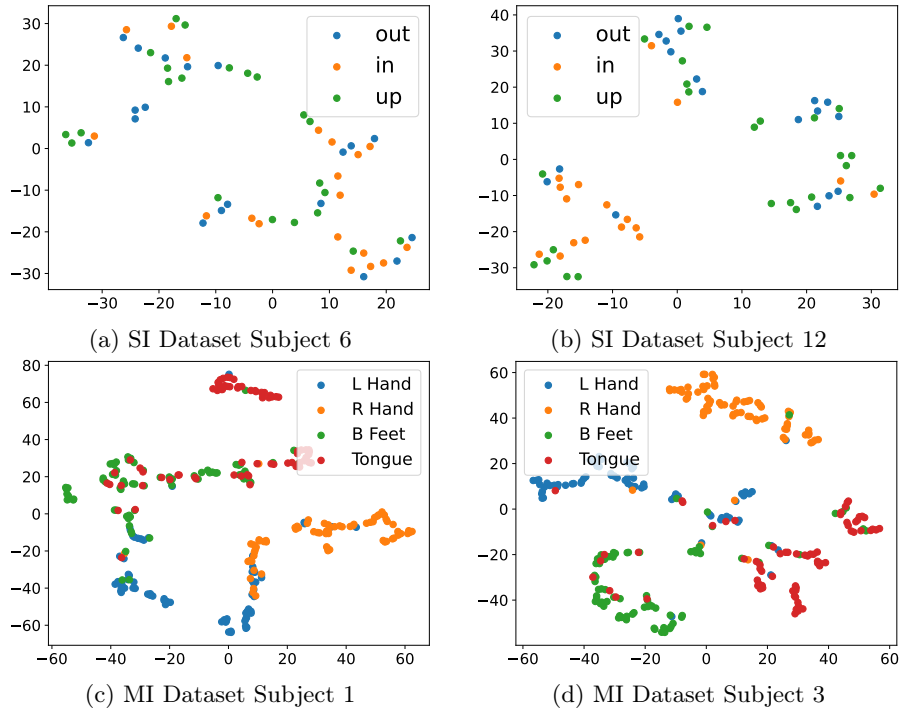 30
20
10
0
−10
−20
−30
−30 −20 −10 0 10 20
out
in
up
(a) SI Dataset Subject 6
40
30
20
10
0
−10
−20
−30
−20 −10 0 10 20 30
out
in
up
(b) SI Dataset Subject 12
80
60
40
20
0
−20
−40
−60
−60 −40 −20 0 20 40 60
L Hand
R Hand
B Feet
Tongue
(c) MI Dataset Subject 1
60
40
20
0
−20
−40
−60 −40 −20 0 20 40 60
L Hand
R Hand
B Feet
Tongue
(d) MI Dataset Subject 3